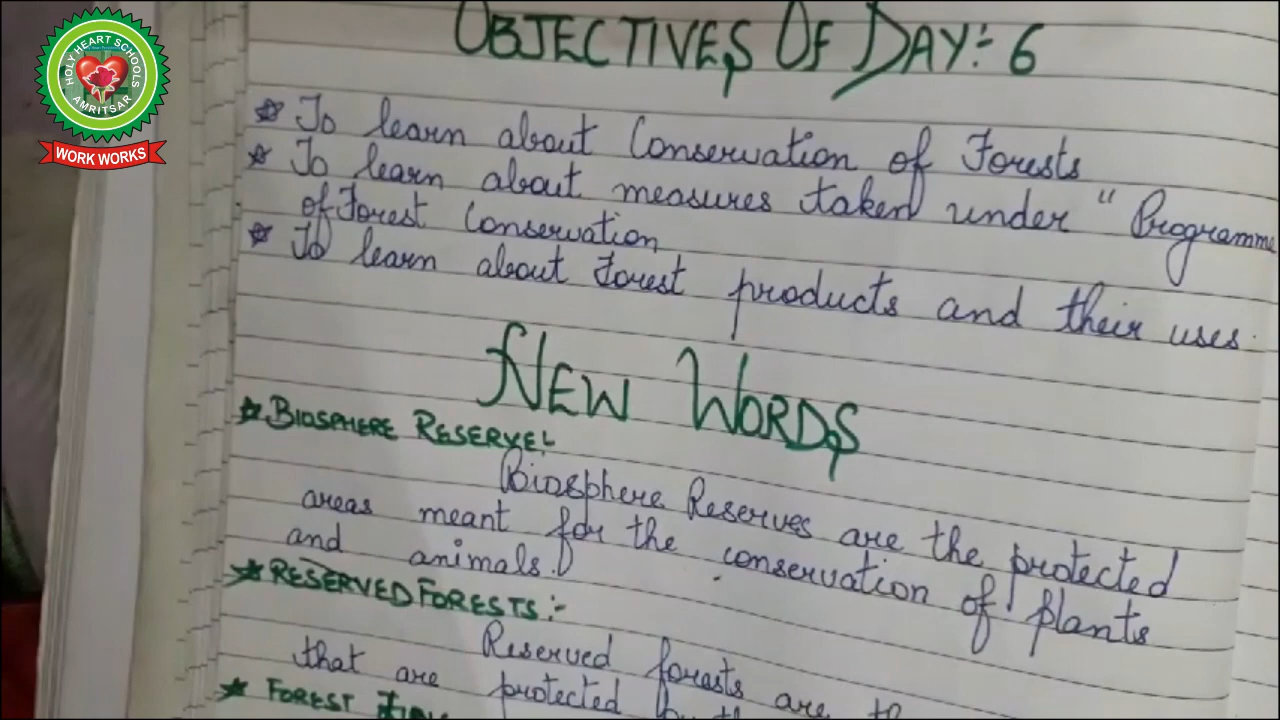 HOLY HEART SCHOOLS
AMRITSAR
WORK WORKS
OBJECTIVES OF DAY:- 6
☆ To learn about Conservation of Forests
☆ To learn about measures taken under " Programme
of Forest Conservation
☆ To learn about Forest products and their uses.
NEW WORDS
☆ BIOSPHERE RESERVE:
Biosphere Reserves are the protected
areas meant for the conservation of plants
and animals.
☆ RESERVED FORESTS :-
Reserved forests are
that are protected
☆ FOREST